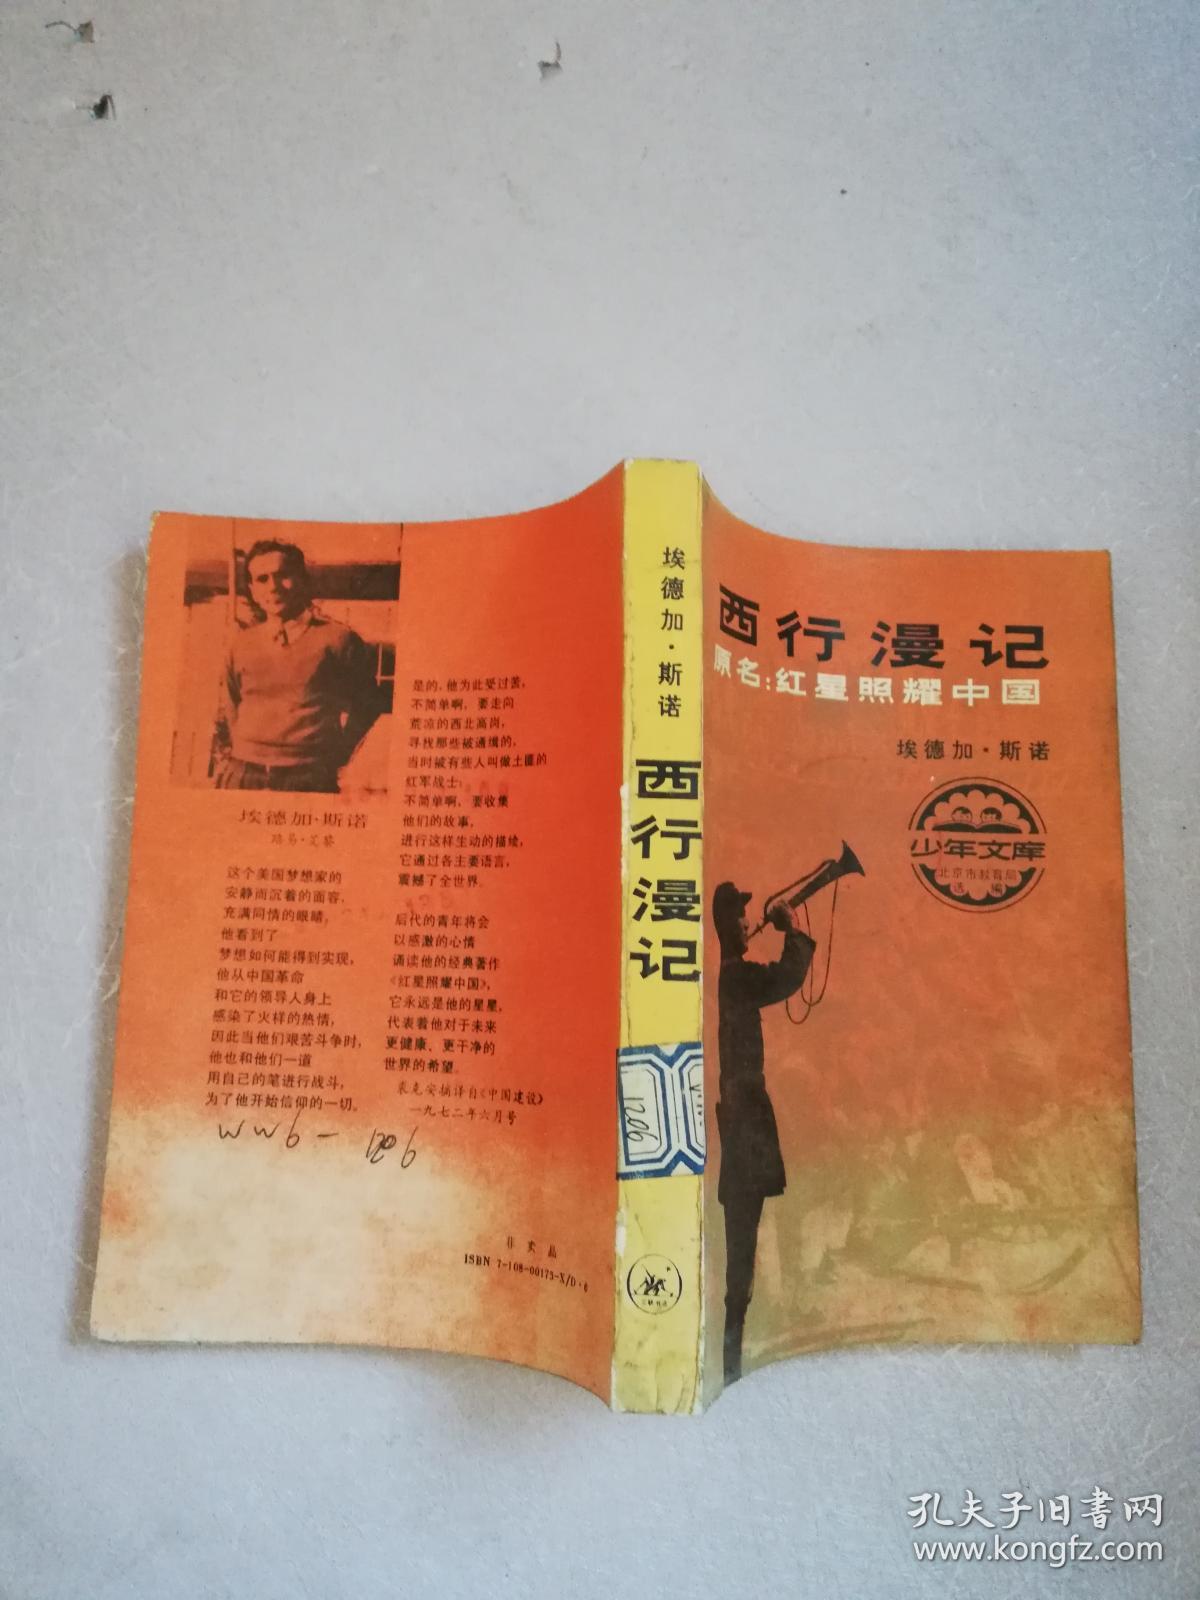 埃德加·斯诺
路易·艾黎
这个美国梦想家的
安静而沉着的面容，
充满同情的眼睛，
他看到了
梦想如何能得到实现，
他从中国革命
和它的领导人身上
感染了火样的热情，
因此当他们艰苦斗争时，
他也和他们一道
用自己的笔进行战斗，
为了他开始信仰的一切。
是的，他为此受过苦，
不简单啊，要走向
荒凉的西北高岗，
寻找那些被通缉的，
当时被有些人叫做土匪的
红军战士；
不简单啊，要收集
他们的故事，
进行这样生动的描绘，
它通过各主要语言，
震撼了全世界。
后代的青年将会
以感激的心情
诵读他的经典著作
《红星照耀中国》，
它永远是他的星星，
代表着他对于未来
更健康、更干净的
世界的希望。
裘克安摘译自《中国建设》
一九七二年六月号
WW6-1206
非卖品
ISBN 7-108-00175-X/D·6
埃德加·斯诺
西行漫记
1206
三联书店
西行漫记
原名：红星照耀中国
埃德加·斯诺
少年文库
北京市教育局
选编
孔夫子旧书网
www.kongfz.com